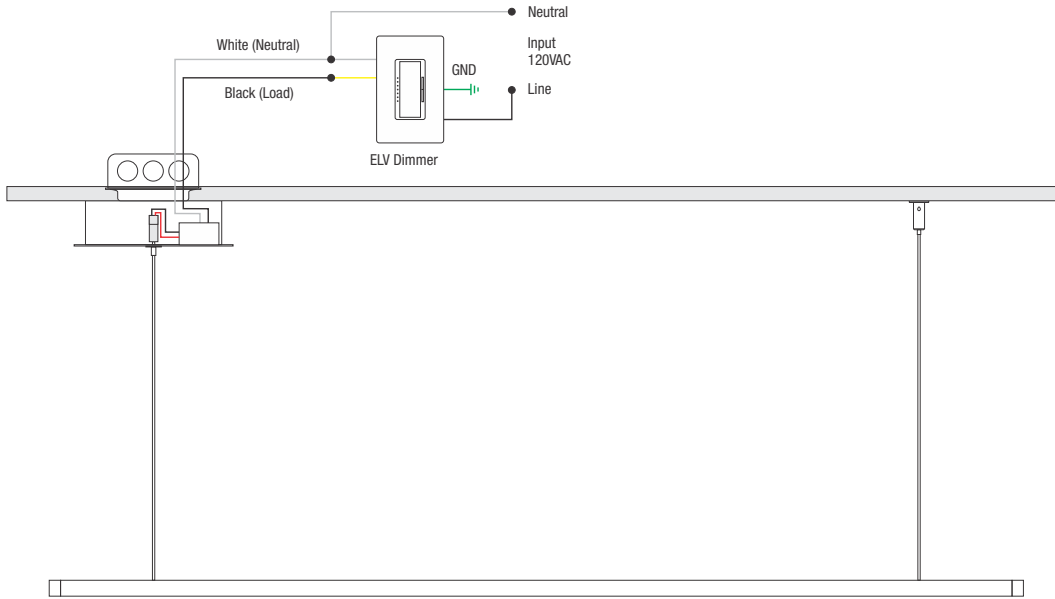 Neutral
White (Neutral)
Input
120VAC
GND
Black (Load)
Line
ELV Dimmer